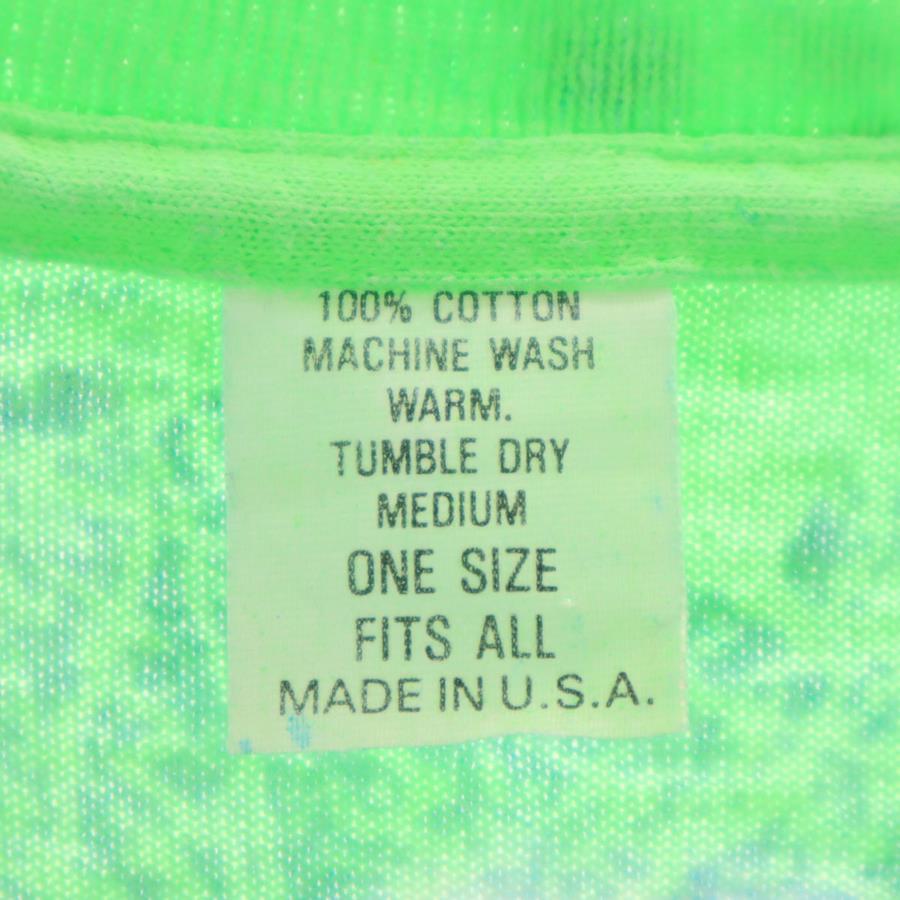 100% COTTON
MACHINE WASH
WARM.
TUMBLE DRY
MEDIUM
ONE SIZE
FITS ALL
MADE IN U.S.A.